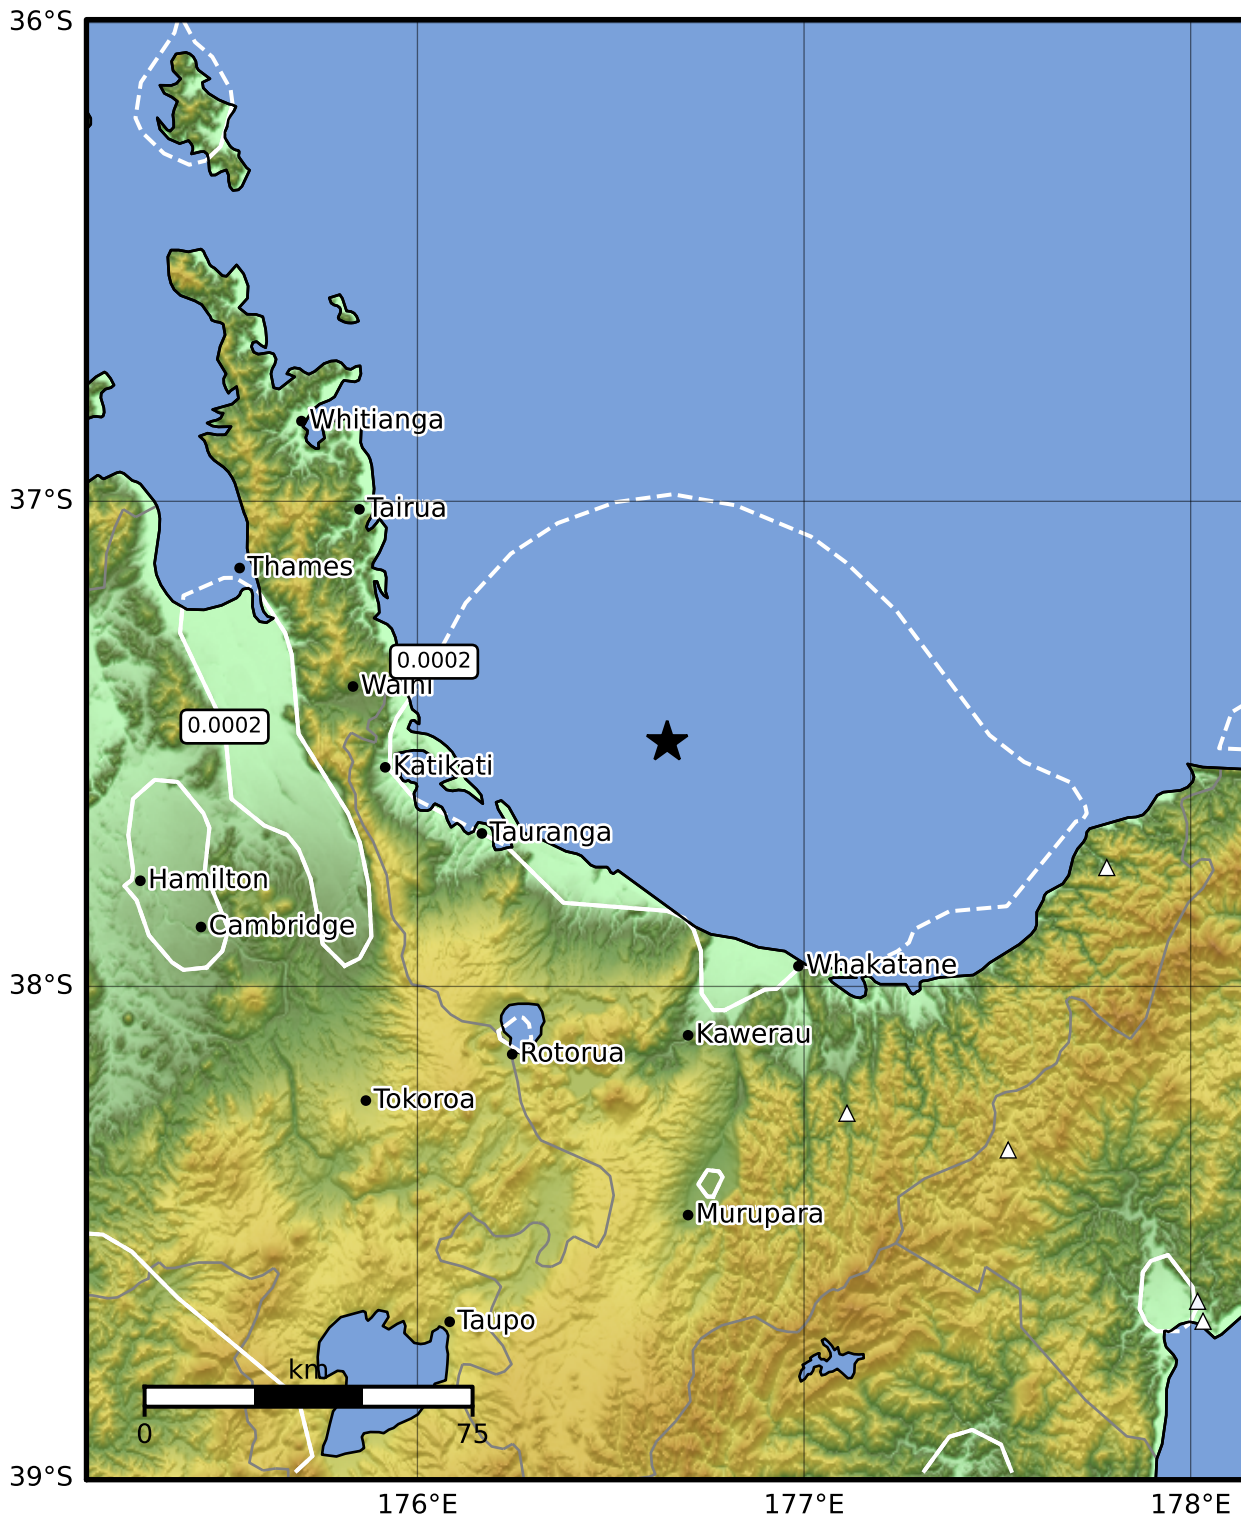 36°S
Whitianga
37°S
Tairua
Thames
0.0002
Waihi
0.0002
Katikati
Tauranga
Hamilton
Cambridge
Whakatane
38°S
Kawerau
Rotorua
Tokoroa
Murupara
Taupo
km
0 75
39°S
176°E 177°E 178°E